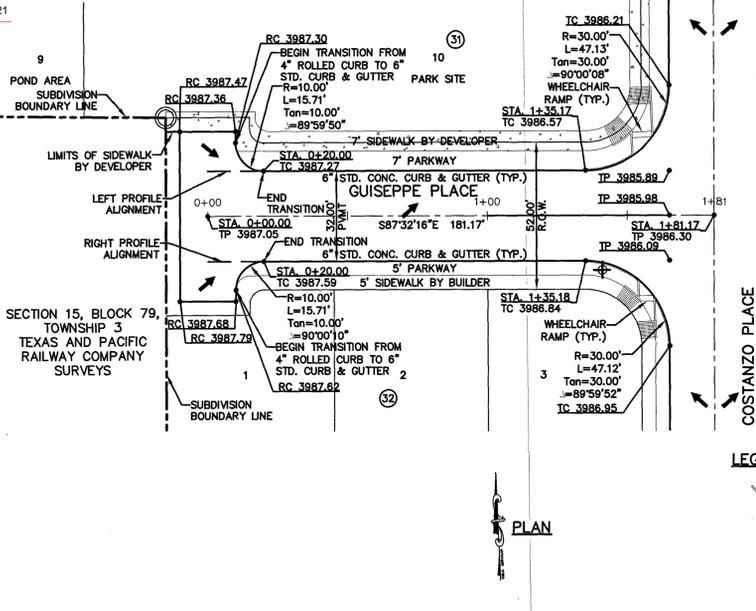 21
9
POND AREA
SUBDIVISION
BOUNDARY LINE
RC 3987.47
RC 3987.36
RC 3987.30
BEGIN TRANSITION FROM
4" ROLLED CURB TO 6"
STD. CURB & GUTTER
R=10.00'
L=15.71'
Tan=10.00'
⊿=89°59'50"
31
10
PARK SITE
TC 3986.21
R=30.00'
L=47.13'
Tan=30.00'
⊿=90°00'08"
WHEELCHAIR
RAMP (TYP.)
STA. 1+35.17
TC 3986.57
LIMITS OF SIDEWALK
BY DEVELOPER
7' SIDEWALK BY DEVELOPER
STA. 0+20.00
TC 3987.27
7' PARKWAY
6" STD. CONC. CURB & GUTTER (TYP.)
GUISEPPE PLACE
LEFT PROFILE
ALIGNMENT
END
TRANSITION
0+00
STA. 0+00.00
TP 3987.05
32.00'
PVMT
S87°32'16"E 181.17'
1+00
52.00'
R.O.W.
TP 3985.89
TP 3985.98
1+81
STA. 1+81.17
TP 3986.30
TP 3986.09
RIGHT PROFILE
ALIGNMENT
END TRANSITION
6" STD. CONC. CURB & GUTTER (TYP.)
STA. 0+20.00
TC 3987.59
5' PARKWAY
5' SIDEWALK BY BUILDER
R=10.00'
L=15.71'
Tan=10.00'
⊿=90°00'10"
BEGIN TRANSITION FROM
4" ROLLED CURB TO 6"
STD. CURB & GUTTER
RC 3987.62
STA. 1+35.18
TC 3986.84
WHEELCHAIR
RAMP (TYP.)
R=30.00'
L=47.12'
Tan=30.00'
⊿=89°59'52"
TC 3986.95
SECTION 15, BLOCK 79,
TOWNSHIP 3
TEXAS AND PACIFIC
RAILWAY COMPANY
SURVEYS
RC 3987.68
RC 3987.79
1
2
3
32
SUBDIVISION
BOUNDARY LINE
COSTANZO PLACE
LEG
PLAN